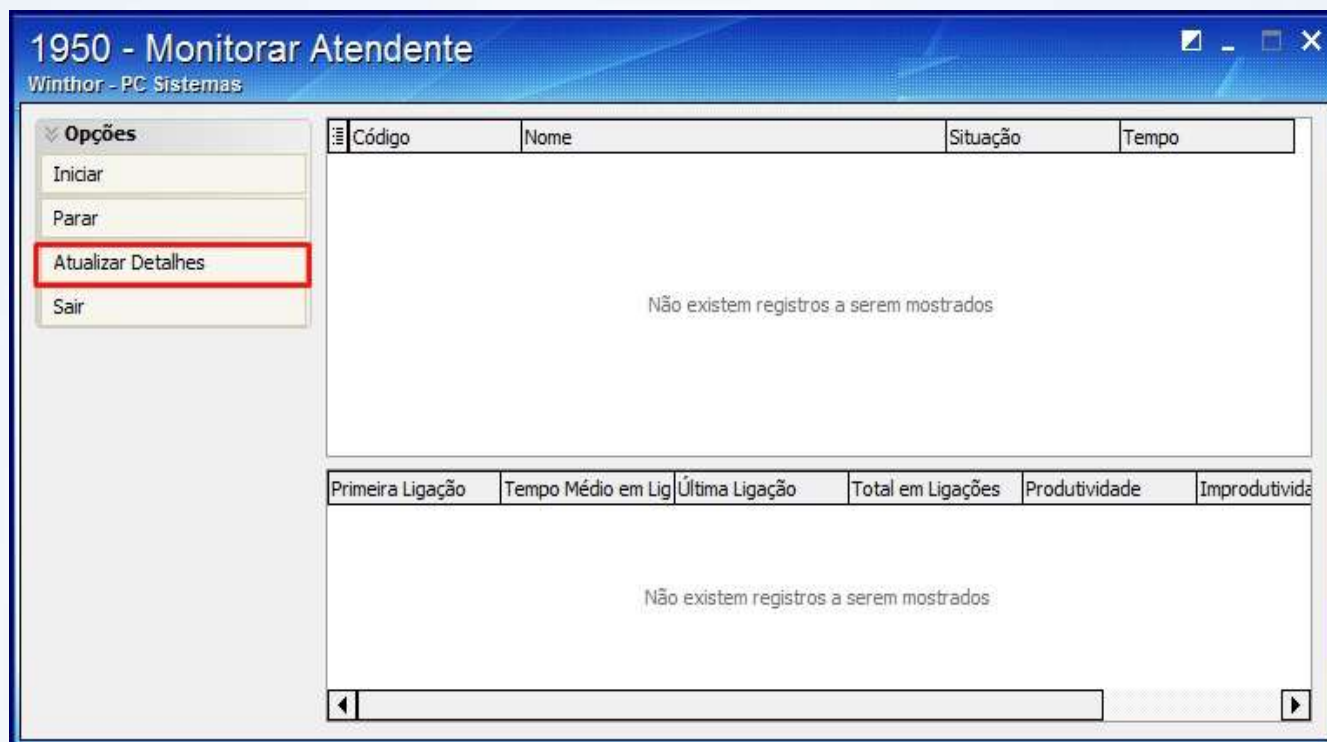 1950 - Monitorar Atendente
Winthor - PC Sistemas
Opções
Iniciar
Parar
Atualizar Detalhes
Sair
Código Nome Situação Tempo
Não existem registros a serem mostrados
Primeira Ligação Tempo Médio em Lig Última Ligação Total em Ligações Produtividade Improdutivida
Não existem registros a serem mostrados